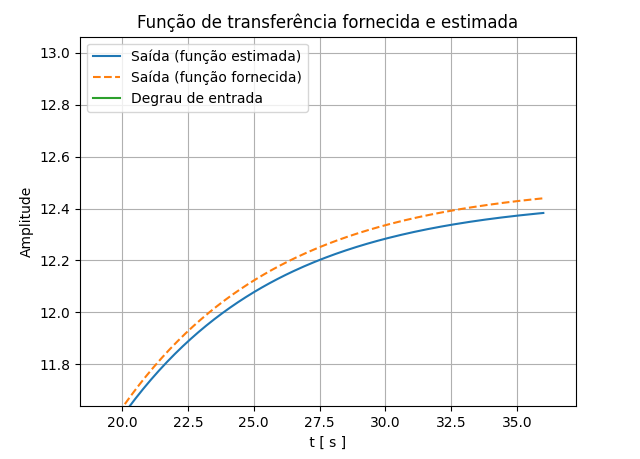 Função de transferência fornecida e estimada
Saída (função estimada)
Saída (função fornecida)
Degrau de entrada
Amplitude
13.0
12.8
12.6
12.4
12.2
12.0
11.8
20.0 22.5 25.0 27.5 30.0 32.5 35.0
t [ s ]